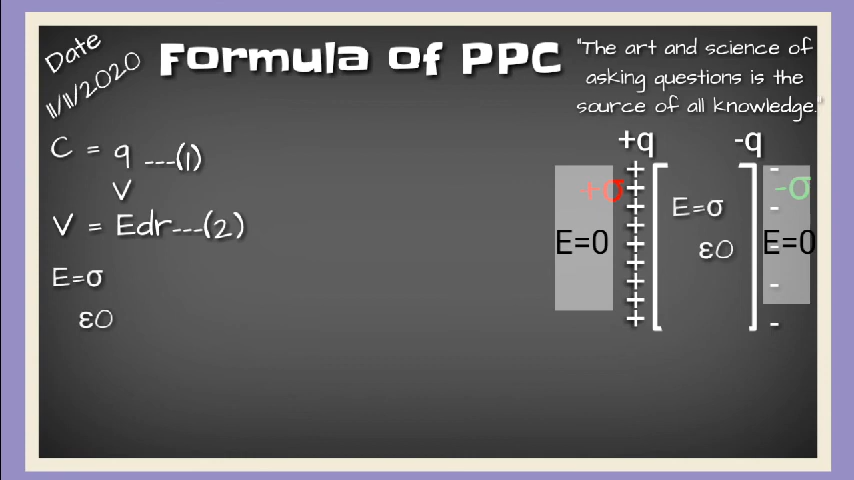 Date
11/11/2020
Formula of PPC
"The art and science of
asking questions is the
source of all knowledge."
C = q ---(1)
V
V = Edr---(2)
E=σ
ε0
+q
-q
+σ
-σ
E=0
E=σ
ε0
E=0
+
+
+
+
+
+
+
+
+
-
-
-
-
-